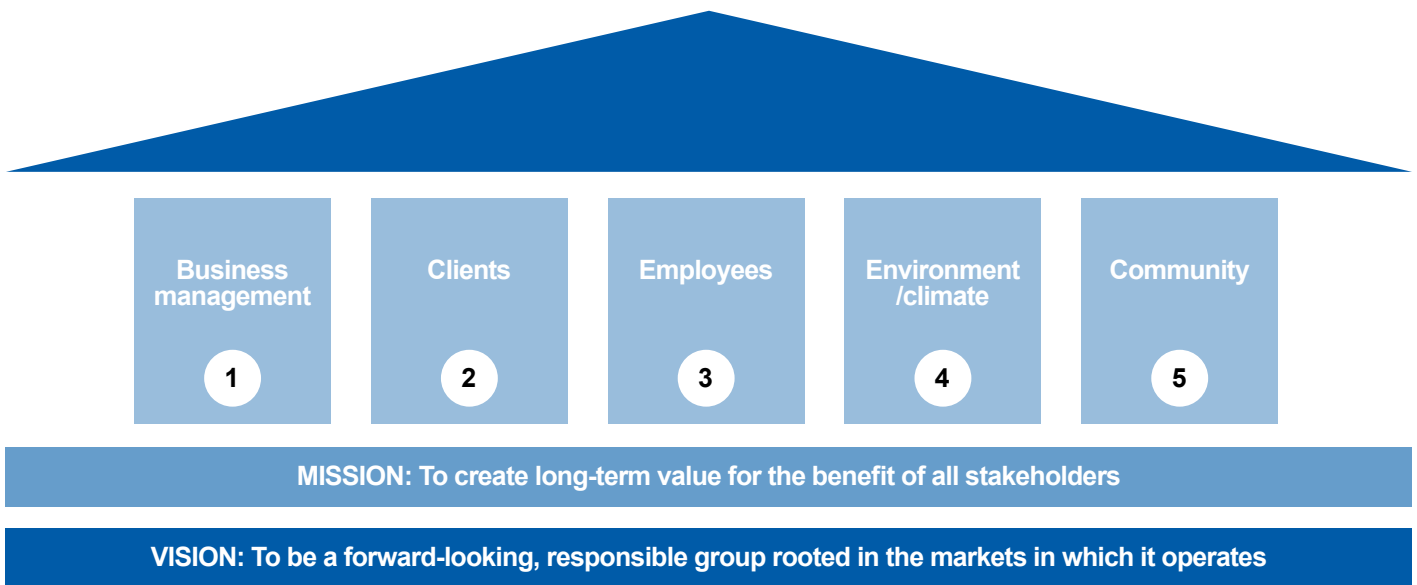 Business
management
1
Clients
2
Employees
3
Environment
/climate
4
Community
5
MISSION: To create long-term value for the benefit of all stakeholders
VISION: To be a forward-looking, responsible group rooted in the markets in which it operates